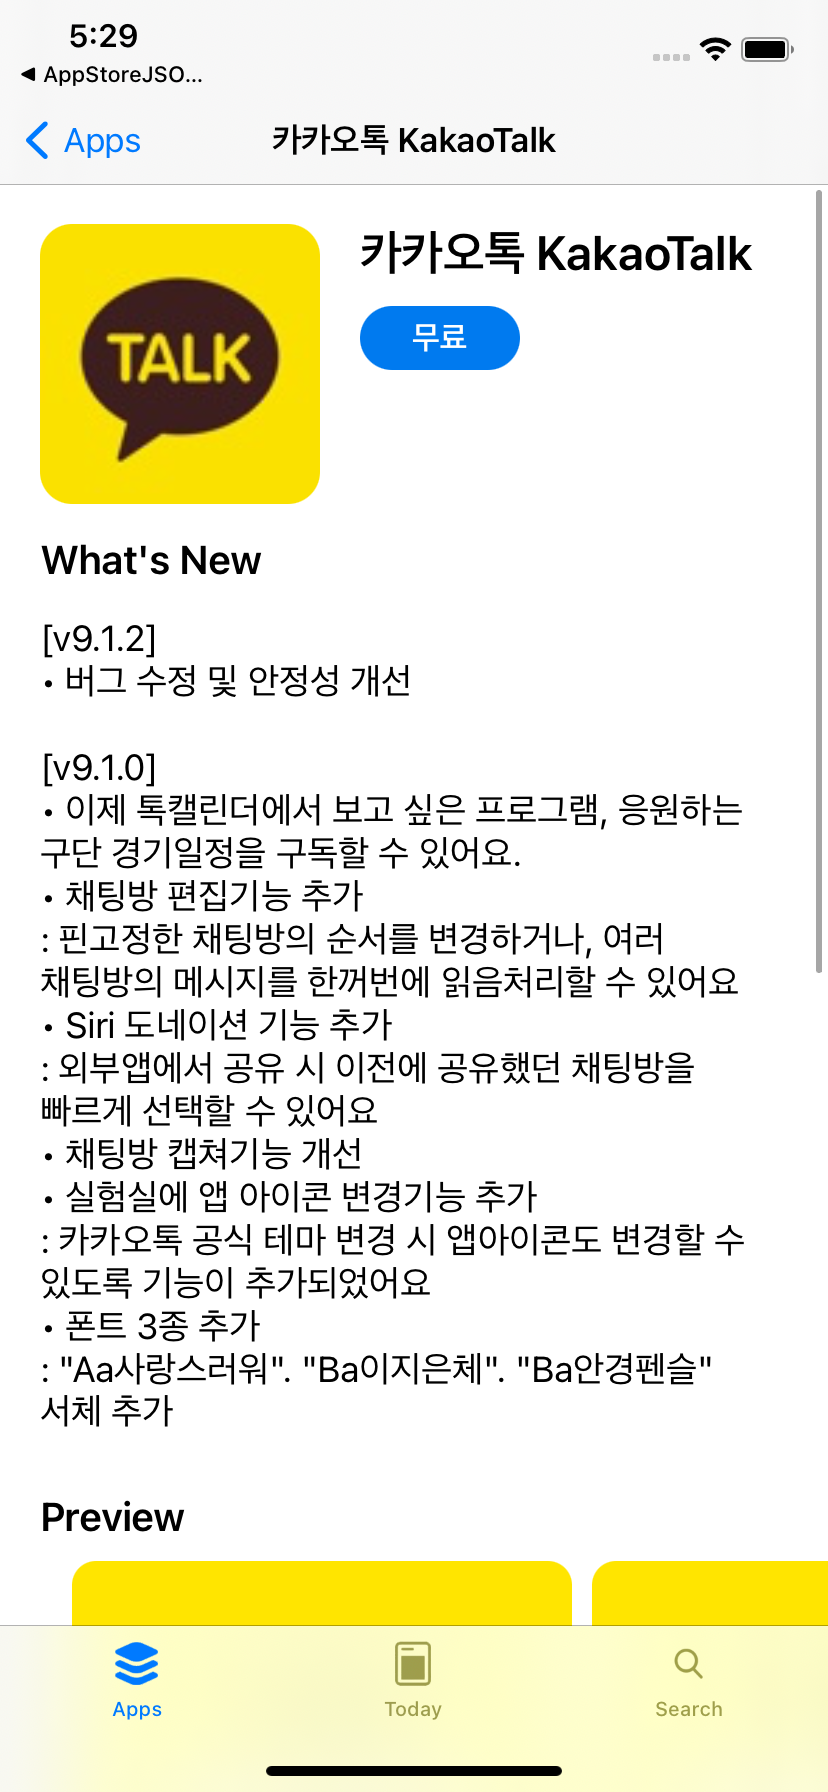 5:29
◀ AppStoreJSO...
Apps
카카오톡 KakaoTalk
TALK
카카오톡 KakaoTalk
무료
What's New
[v9.1.2]
• 버그 수정 및 안정성 개선
[v9.1.0]
• 이제 톡캘린더에서 보고 싶은 프로그램, 응원하는
구단 경기일정을 구독할 수 있어요.
• 채팅방 편집기능 추가
: 핀고정한 채팅방의 순서를 변경하거나, 여러
채팅방의 메시지를 한꺼번에 읽음처리할 수 있어요
• Siri 도네이션 기능 추가
: 외부앱에서 공유 시 이전에 공유했던 채팅방을
빠르게 선택할 수 있어요
• 채팅방 캡쳐기능 개선
• 실험실에 앱 아이콘 변경기능 추가
: 카카오톡 공식 테마 변경 시 앱아이콘도 변경할 수
있도록 기능이 추가되었어요
• 폰트 3종 추가
: "Aa사랑스러워". "Ba이지은체". "Ba안경펜슬"
서체 추가
Preview
Apps
Today
Search